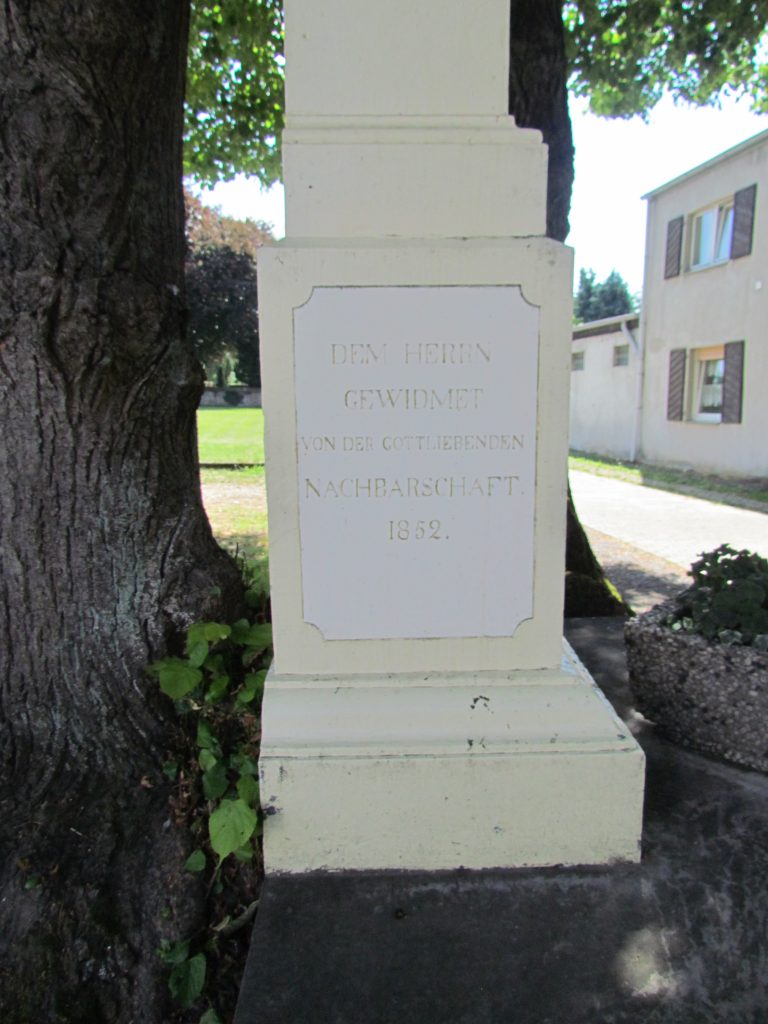 DEM HERRN
GEWIDMET
VON DER GOTTLIEBENDEN
NACHBARSCHAFT.
1852.